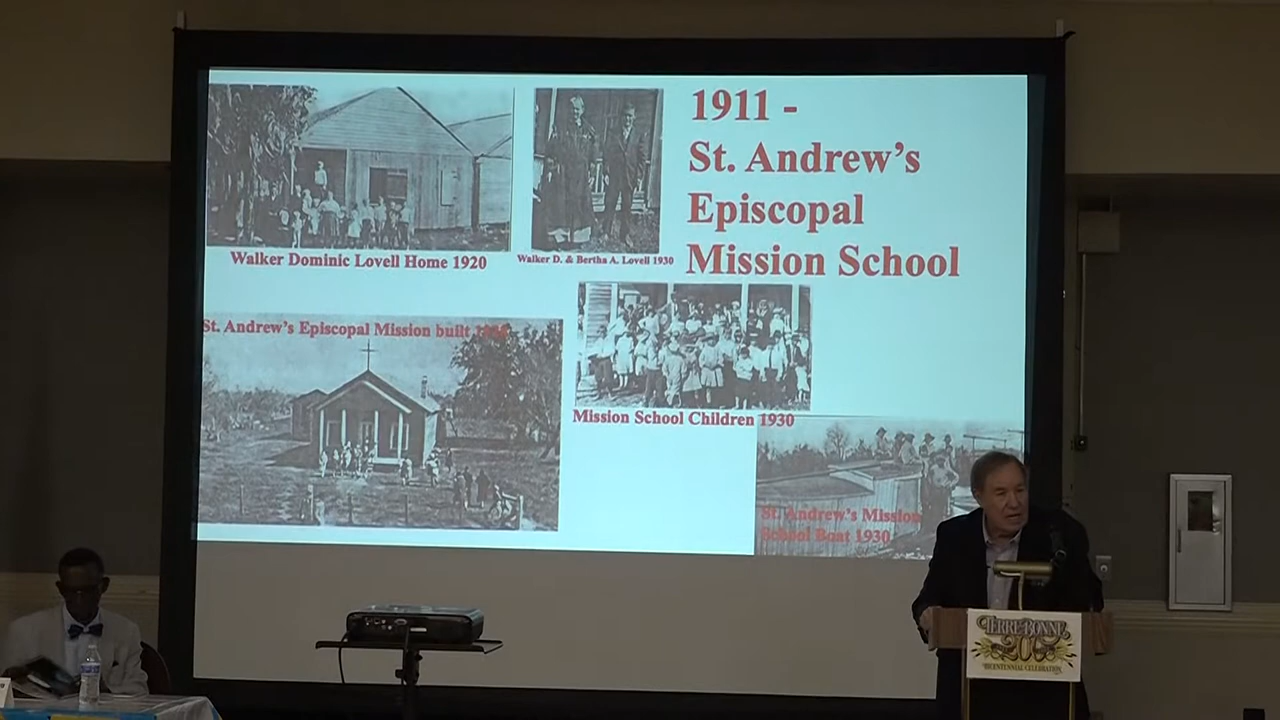 1911 -
St. Andrew's
Episcopal
Mission School
Walker Dominic Lovell Home 1920
Walker D. & Bertha A. Lovell 1930
St. Andrew's Episcopal Mission built
Mission School Children 1930
St. Andrew's Mission
School Boat 1930
TERREBONNE
200
BICENTENNIAL CELEBRATION